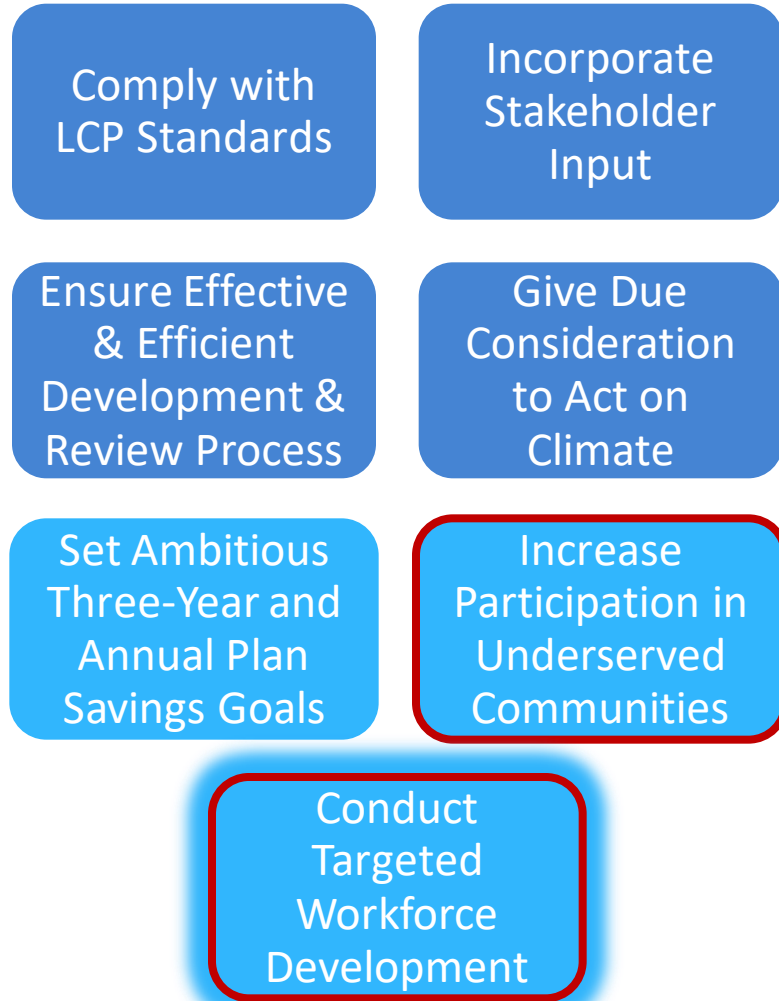 Comply with
LCP Standards
Incorporate
Stakeholder
Input
Ensure Effective
& Efficient
Development &
Review Process
Give Due
Consideration
to Act on
Climate
Set Ambitious
Three-Year and
Annual Plan
Savings Goals
Increase
Participation in
Underserved
Communities
Conduct
Targeted
Workforce
Development